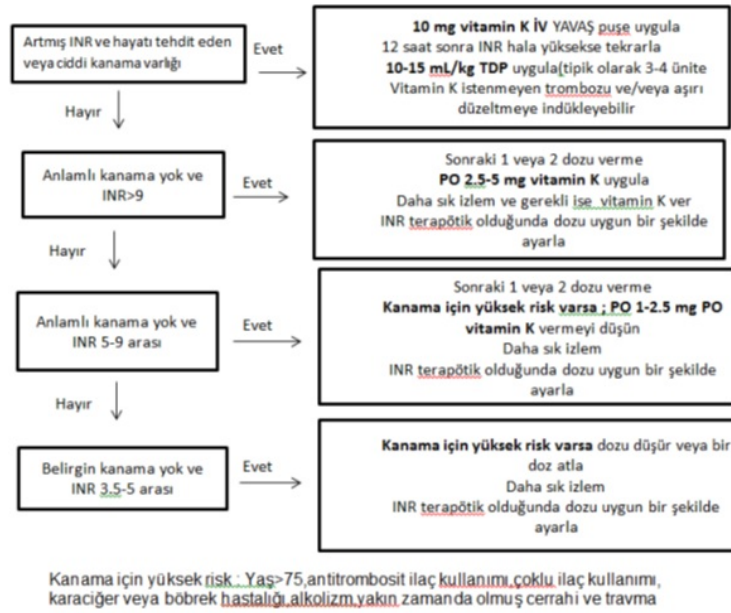 Artmış INR ve hayatı tehdit eden
veya ciddi kanama varlığı
Evet
10 mg vitamin K İV YAVAŞ puşe uygula
12 saat sonra INR hala yüksekse tekrarla
10-15 mL/kg TDP uygula(tipik olarak 3-4 ünite
Vitamin K istenmeyen trombozu ve/veya aşırı
düzeltmeye indükleyebilir
Hayır
Anlamlı kanama yok ve
INR>9
Evet
Sonraki 1 veya 2 dozu verme
PO 2.5-5 mg vitamin K uygula
Daha sık izlem ve gerekli ise vitamin K ver
INR terapötik olduğunda dozu uygun bir şekilde
ayarla
Hayır
Anlamlı kanama yok ve
INR 5-9 arası
Evet
Sonraki 1 veya 2 dozu verme
Kanama için yüksek risk varsa ; PO 1-2.5 mg PO
vitamin K vermeyi düşün
Daha sık izlem
INR terapötik olduğunda dozu uygun bir şekilde
ayarla
Hayır
Belirgin kanama yok ve
INR 3.5-5 arası
Evet
Kanama için yüksek risk varsa dozu düşür veya bir
doz atla
Daha sık izlem
INR terapötik olduğunda dozu uygun bir şekilde
ayarla
Kanama için yüksek risk : Yaş>75,antitrombosit ilaç kullanımı,çoklu ilaç kullanımı,
karaciğer veya böbrek hastalığı,alkolizm,yakın zamanda olmuş cerrahi ve travma